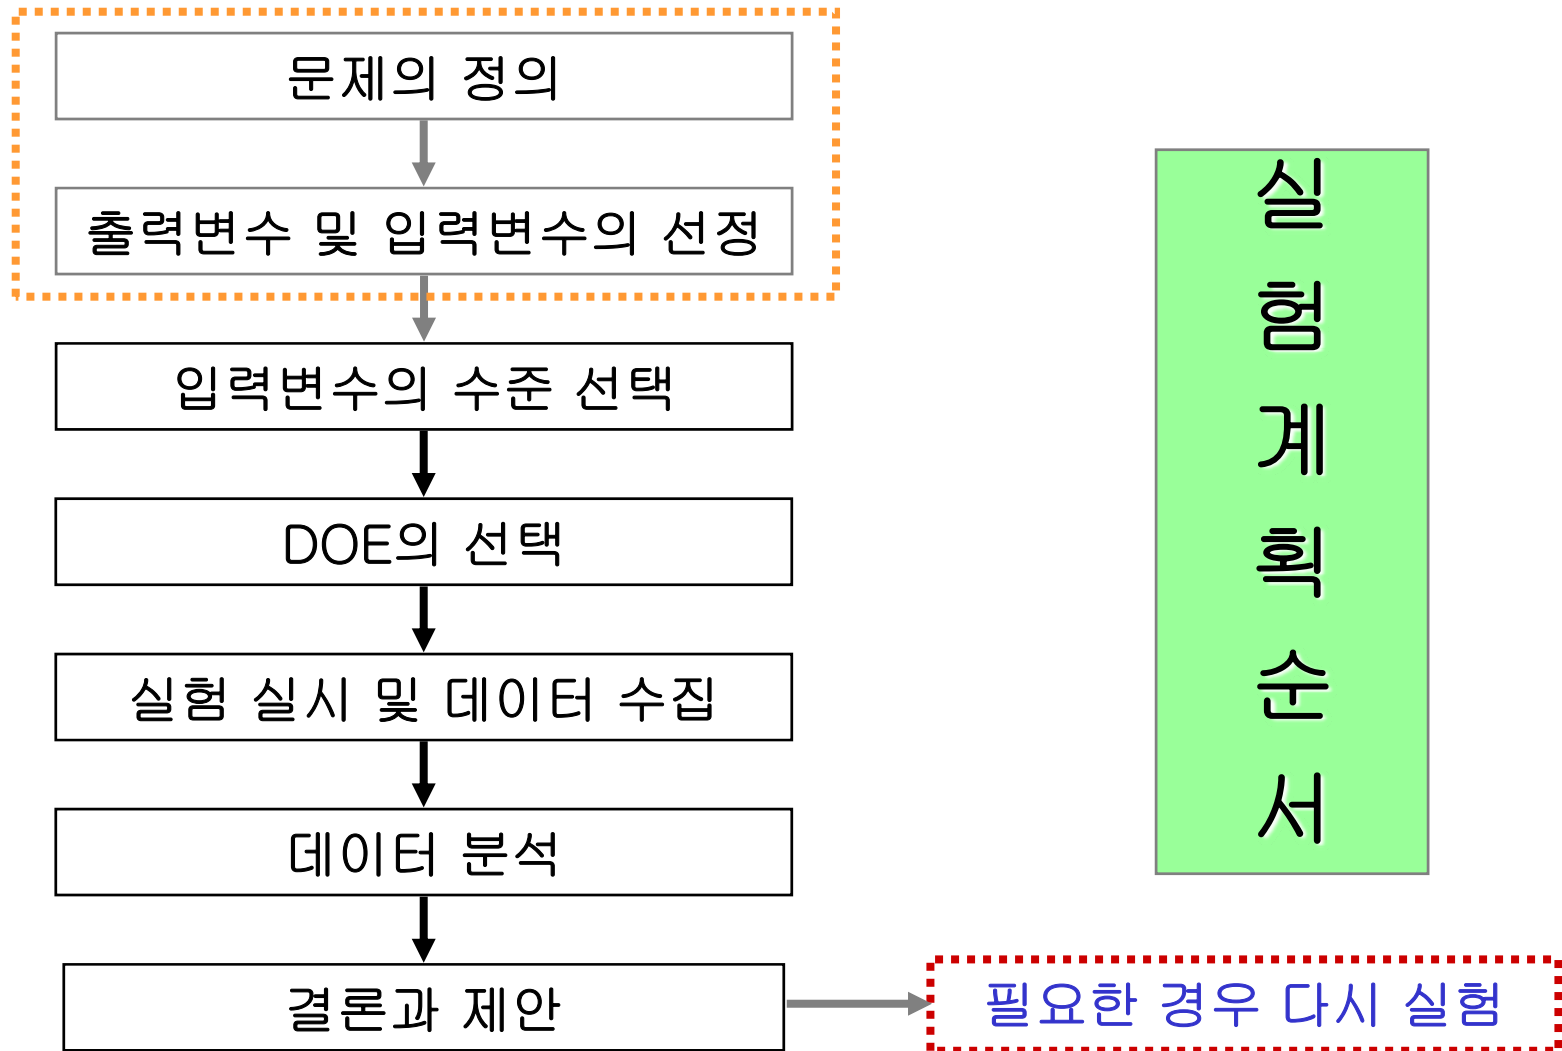 문제의 정의
출력변수 및 입력변수의 선정
입력변수의 수준 선택
DOE의 선택
실험 실시 및 데이터 수집
데이터 분석
결론과 제안
필요한 경우 다시 실험
실
험
계
획
순
서